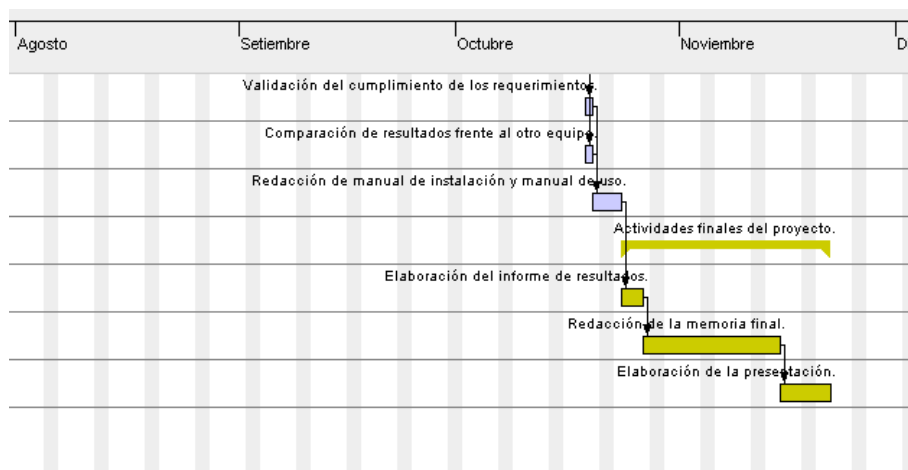 Agosto
Setiembre
Octubre
Noviembre
D
Validación del cumplimiento de los requerimientos.
Comparación de resultados frente al otro equipo.
Redacción de manual de instalación y manual de uso.
Actividades finales del proyecto.
Elaboración del informe de resultados.
Redacción de la memoria final.
Elaboración de la presentación.